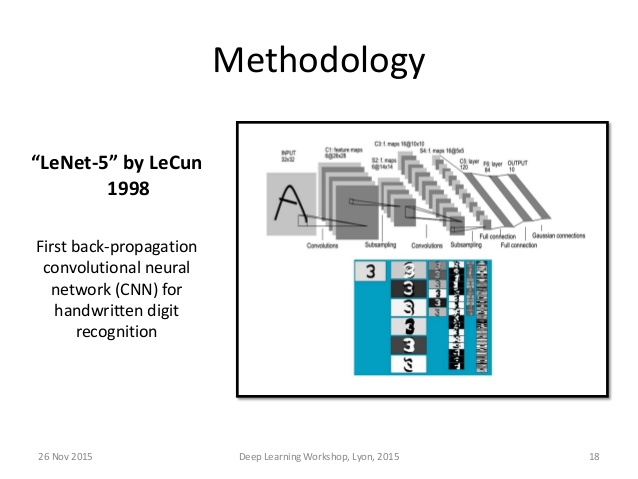 Methodology
“LeNet-5” by LeCun
1998
First back-propagation
convolutional neural
network (CNN) for
handwritten digit
recognition
INPUT
32x32
C1: feature maps
6@28x28
S2: f. maps
6@14x14
C3: f. maps 16@10x10
S4: f. maps 16@5x5
C5: layer
120
F6: layer
84
OUTPUT
10
A
Convolutions
Subsampling
Convolutions
Subsampling
Full connection
Full connection
Gaussian connections
3
26 Nov 2015
Deep Learning Workshop, Lyon, 2015
18